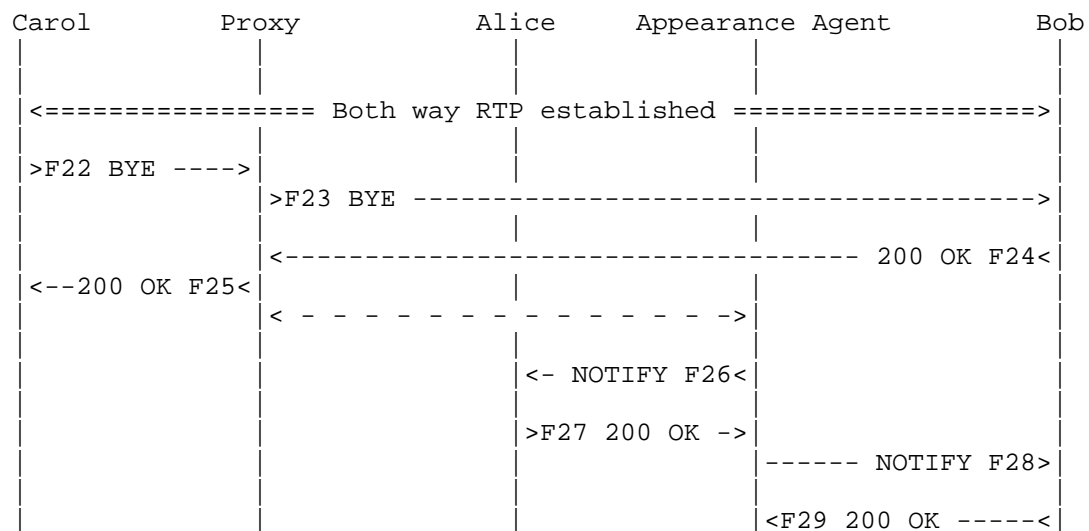 Carol Proxy Alice Appearance Agent Bob
<================= Both way RTP established ===================>
>F22 BYE ---->
>F23 BYE --------------------------------------->
<------------------------------------- 200 OK F24<
<--200 OK F25<
< - - - - - - - - - - - - - ->
<- NOTIFY F26<
>F27 200 OK ->
------ NOTIFY F28>
<F29 200 OK -----<